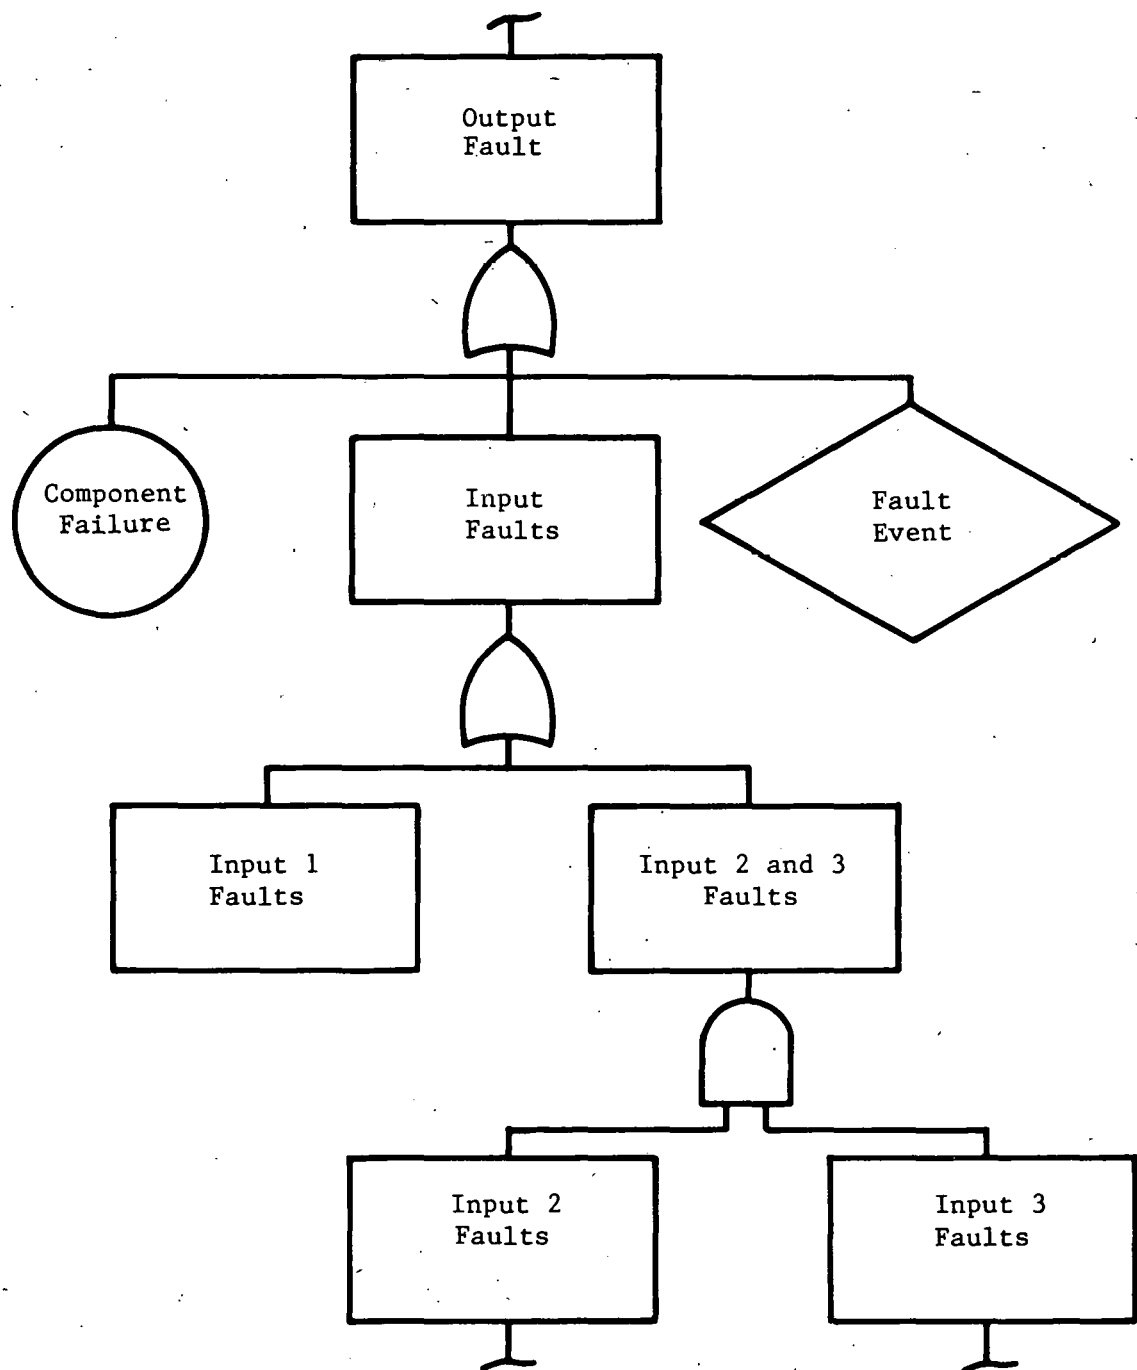 Output
Fault
Component
Failure
Input
Faults
Fault
Event
Input 1
Faults
Input 2 and 3
Faults
Input 2
Faults
Input 3
Faults